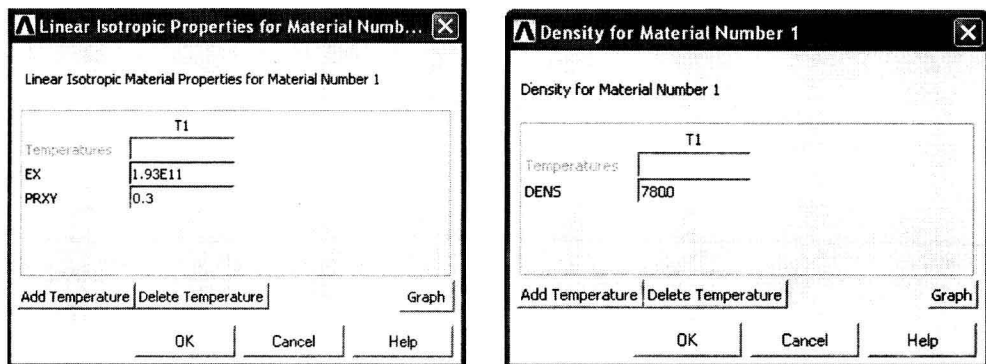 Linear Isotropic Properties for Material Numb...
Linear Isotropic Material Properties for Material Number 1
T1
Temperatures
EX 1.93E11
PRXY 0.3
Add Temperature Delete Temperature Graph
OK Cancel Help
Density for Material Number 1
Density for Material Number 1
T1
Temperatures
DENS 7800
Add Temperature Delete Temperature Graph
OK Cancel Help